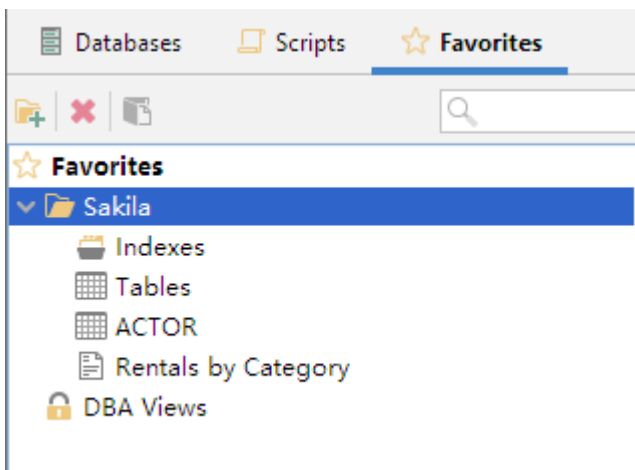 Databases Scripts Favorites
Favorites
Sakila
Indexes
Tables
ACTOR
Rentals by Category
DBA Views